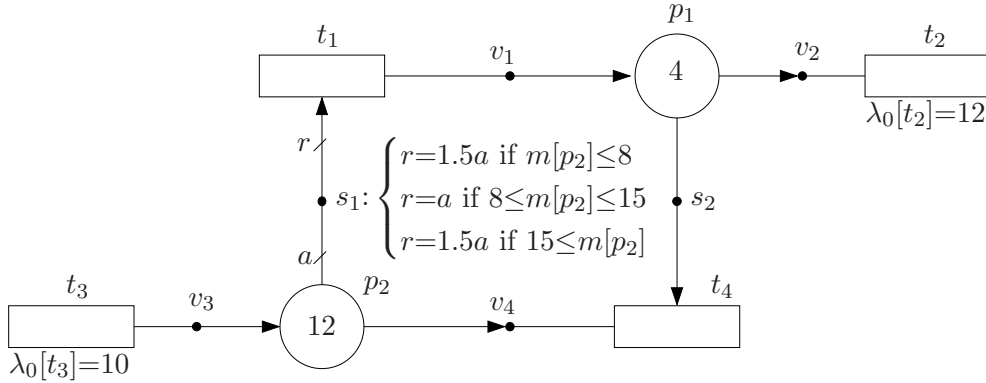 t₁
v₁
p₁
4
v₂
t₂
λ₀[t₂]=12
r
s₁:
r=1.5a if m[p₂]≤8
r=a if 8≤m[p₂]≤15
r=1.5a if 15≤m[p₂]
s₂
a
t₃
v₃
p₂
12
v₄
t₄
λ₀[t₃]=10